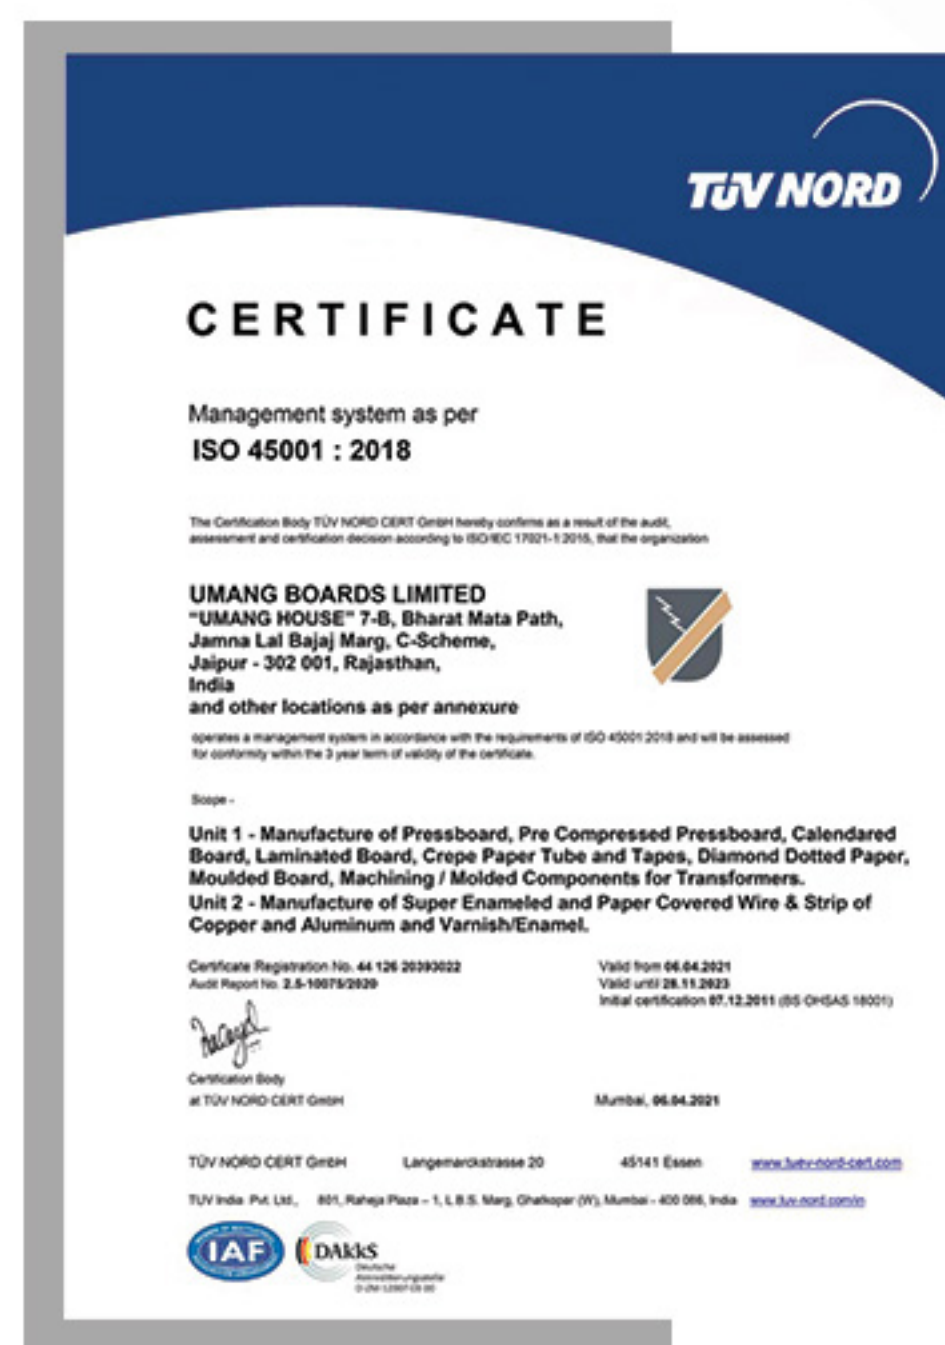 TÜV NORD
CERTIFICATE
Management system as per
ISO 45001 : 2018
The Certification Body TÜV NORD CERT GmbH hereby confirms as a result of the audit,
assessment and certification decision according to ISO/IEC 17021-1:2015, that the organization
UMANG BOARDS LIMITED
"UMANG HOUSE" 7-B, Bharat Mata Path,
Jamna Lal Bajaj Marg, C-Scheme,
Jaipur - 302 001, Rajasthan,
India
and other locations as per annexure
operates a management system in accordance with the requirements of ISO 45001:2018 and will be assessed
for conformity within the 3 year term of validity of the certificate.
Scope -
Unit 1 - Manufacture of Pressboard, Pre Compressed Pressboard, Calendared
Board, Laminated Board, Crepe Paper Tube and Tapes, Diamond Dotted Paper,
Moulded Board, Machining / Molded Components for Transformers.
Unit 2 - Manufacture of Super Enameled and Paper Covered Wire & Strip of
Copper and Aluminum and Varnish/Enamel.
Certificate Registration No. 44 126 20393022
Audit Report No. 2.5-10075/2020
Valid from 06.04.2021
Valid until 28.11.2023
Initial certification 07.12.2011 (BS OHSAS 18001)
Certification Body
at TÜV NORD CERT GmbH
Mumbai, 06.04.2021
TÜV NORD CERT GmbH Langemarckstrasse 20 45141 Essen www.tuev-nord-cert.com
TUV India Pvt. Ltd., 801, Raheja Plaza – 1, L.B.S. Marg, Ghatkopar (W), Mumbai - 400 086, India www.tuv-nord.com/in
IAF
DAkkS
Deutsche
Akkreditierungsstelle